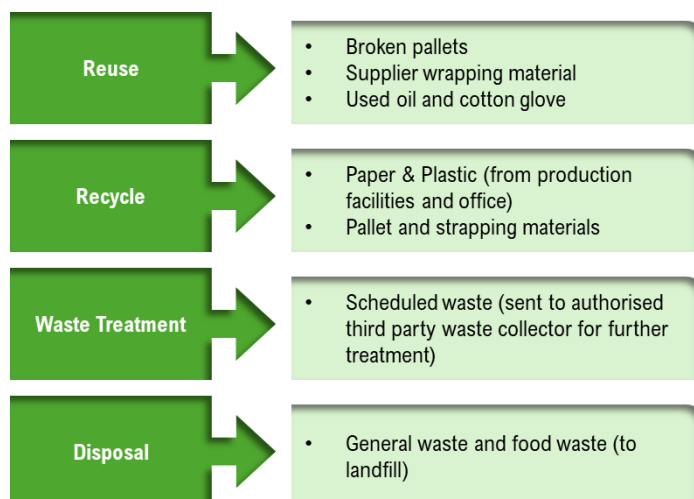 Reuse
• Broken pallets
• Supplier wrapping material
• Used oil and cotton glove
Recycle
• Paper & Plastic (from production
facilities and office)
• Pallet and strapping materials
Waste Treatment
• Scheduled waste (sent to authorised
third party waste collector for further
treatment)
Disposal
• General waste and food waste (to
landfill)